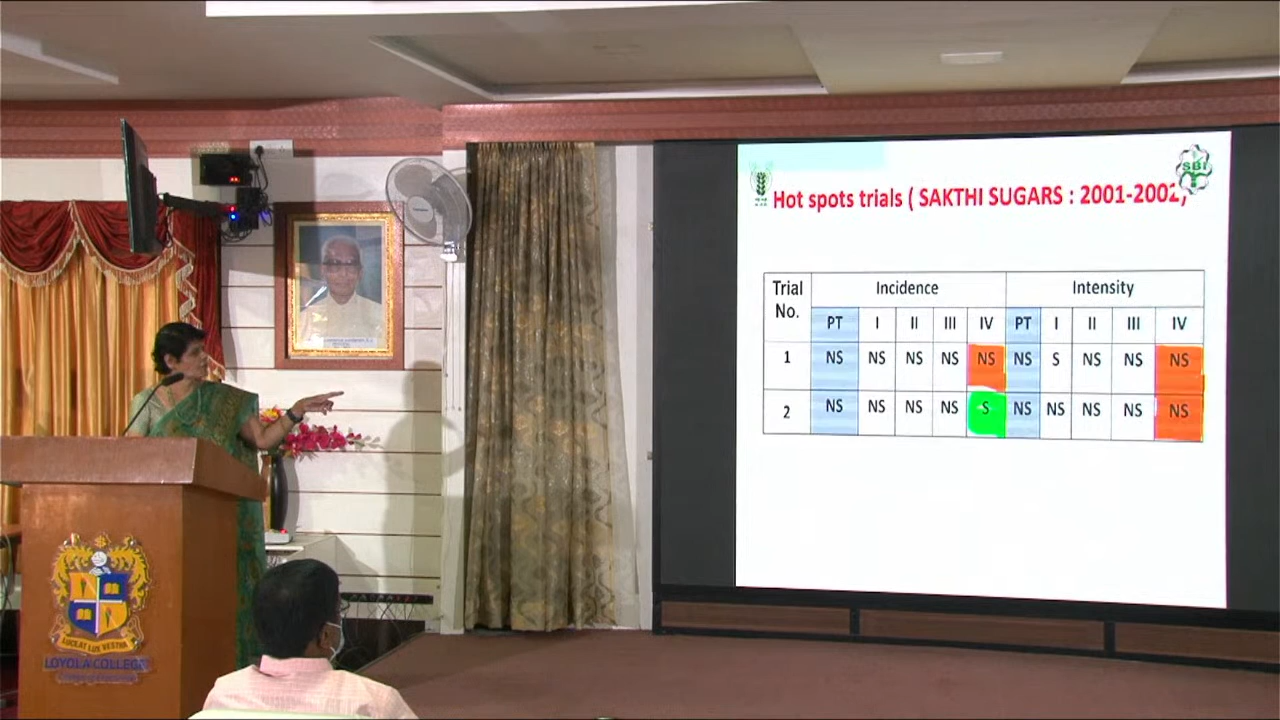 SBI
Hot spots trials ( SAKTHI SUGARS : 2001-2002)
Trial No. Incidence Intensity
PT I II III IV PT I II III IV
1 NS NS NS NS NS NS S NS NS NS
2 NS NS NS NS S NS NS NS NS NS
LUCEAT LUX VESTRA
LOYOLA COLLEGE